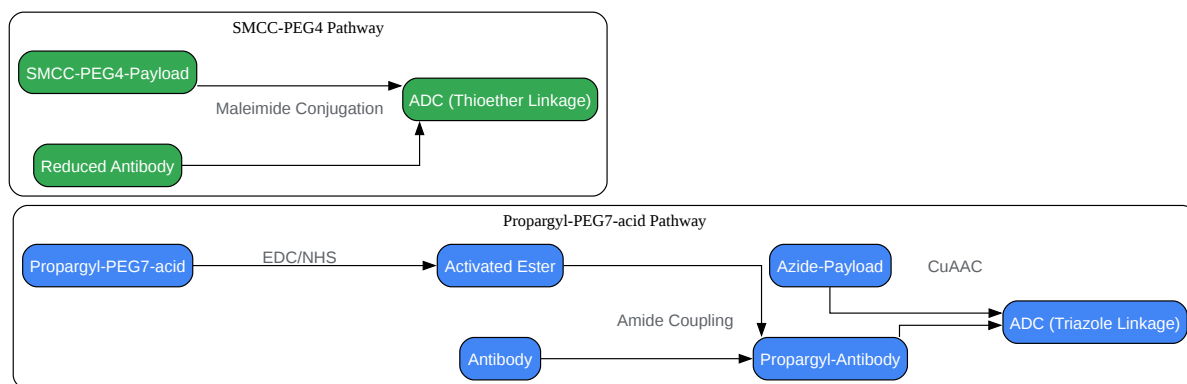 SMCC-PEG4 Pathway
SMCC-PEG4-Payload
Maleimide Conjugation
ADC (Thioether Linkage)
Reduced Antibody
Propargyl-PEG7-acid Pathway
Propargyl-PEG7-acid
EDC/NHS
Activated Ester
Azide-Payload
CuAAC
Amide Coupling
ADC (Triazole Linkage)
Antibody
Propargyl-Antibody